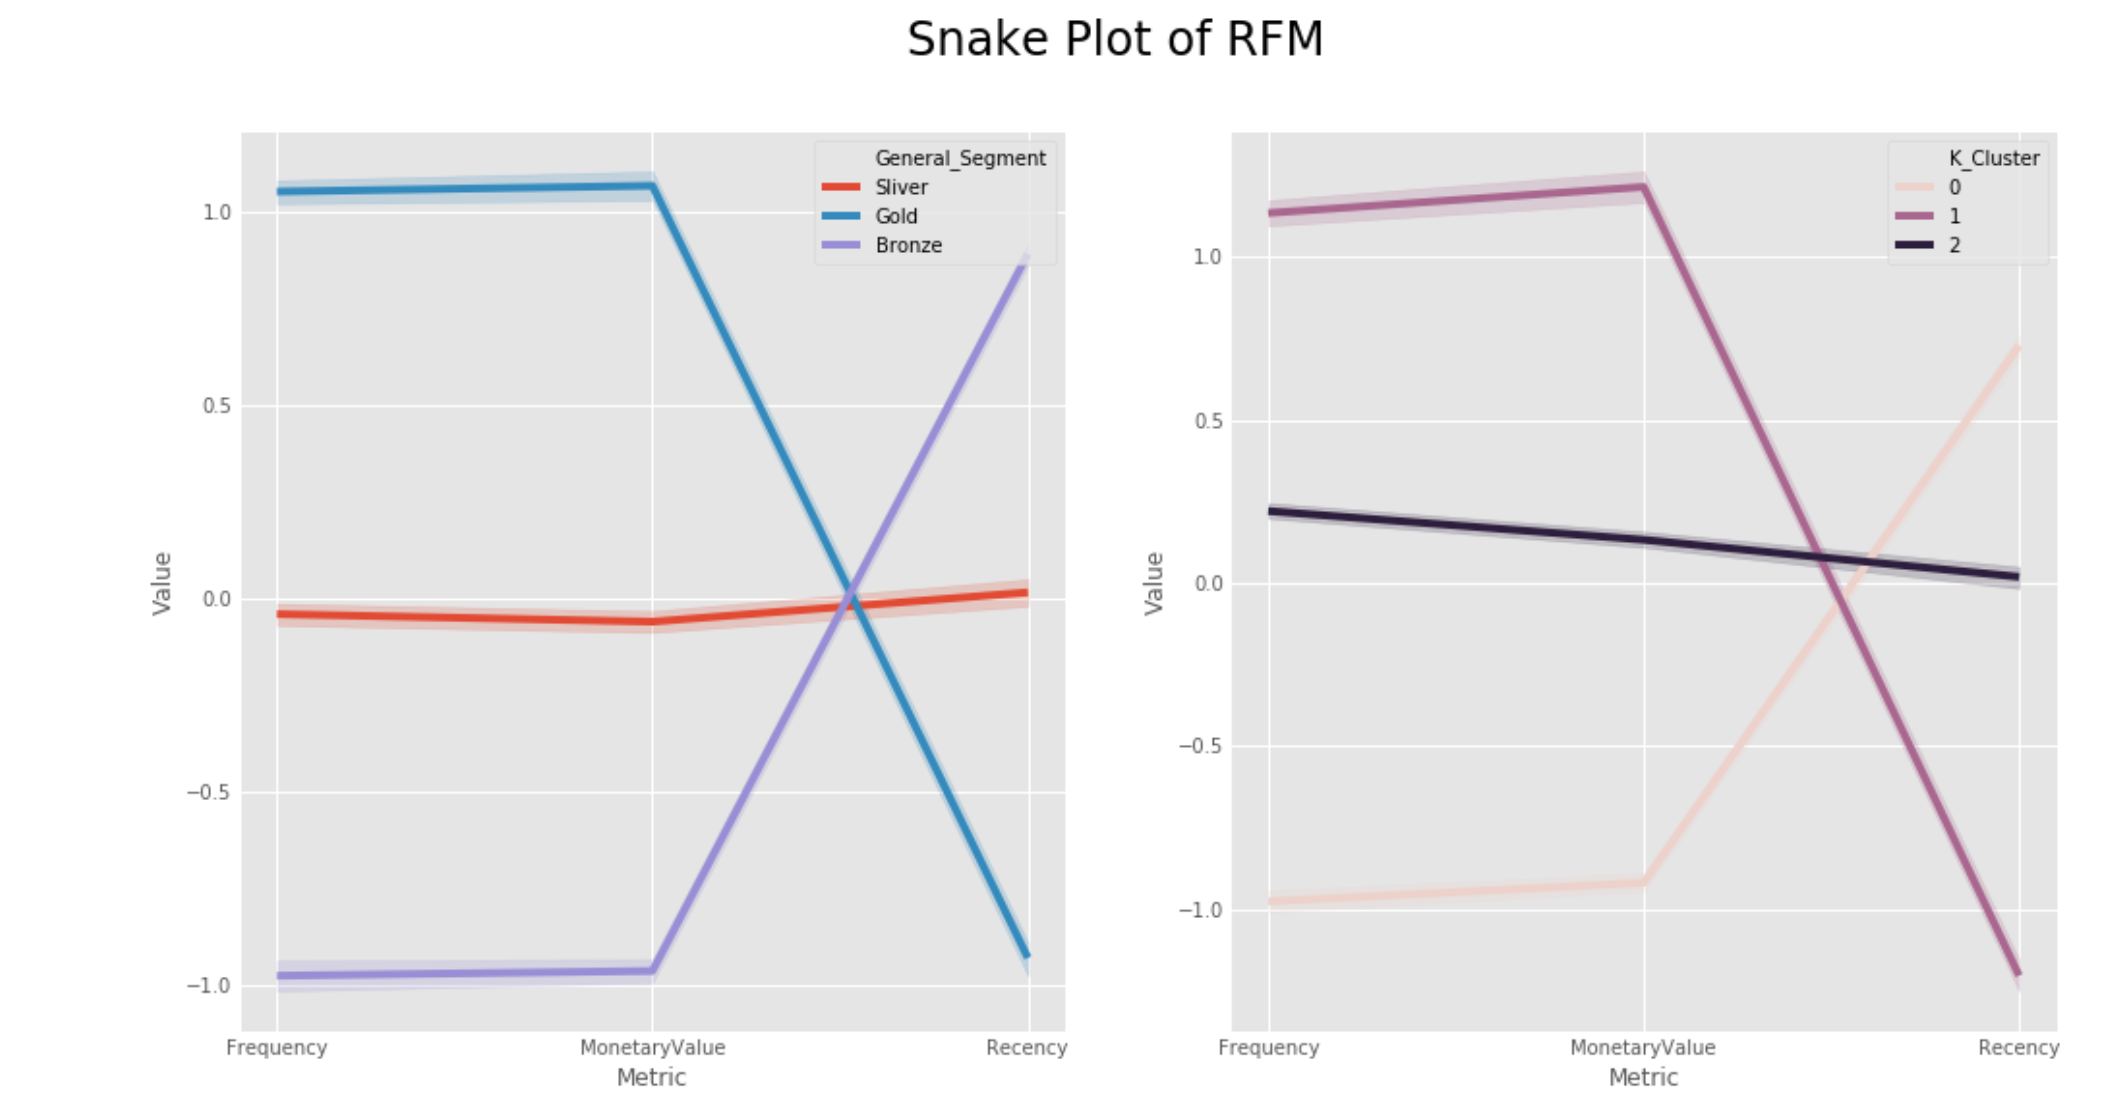 Snake Plot of RFM
General_Segment
Sliver
Gold
Bronze
1.0
0.5
0.0
−0.5
−1.0
Value
Frequency
MonetaryValue
Recency
Metric
K_Cluster
0
1
2
1.0
0.5
0.0
−0.5
−1.0
Value
Frequency
MonetaryValue
Recency
Metric